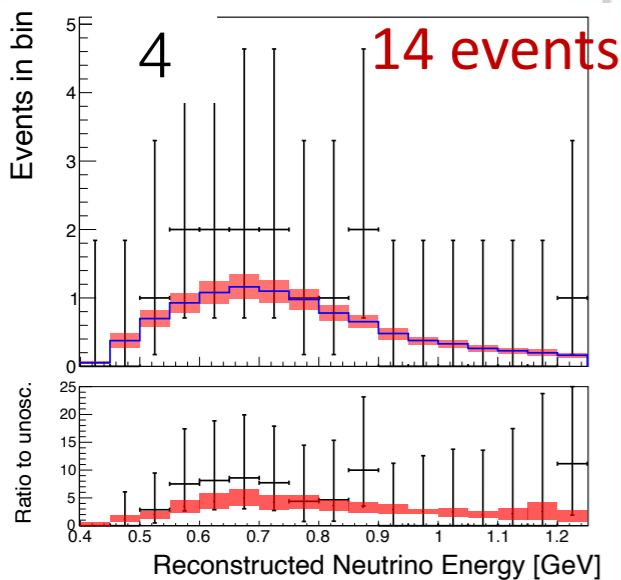 4
14 events
Events in bin
5
4
3
2
1
0
Ratio to unosc.
25
20
15
10
5
0
0.4 0.5 0.6 0.7 0.8 0.9 1 1.1 1.2
Reconstructed Neutrino Energy [GeV]